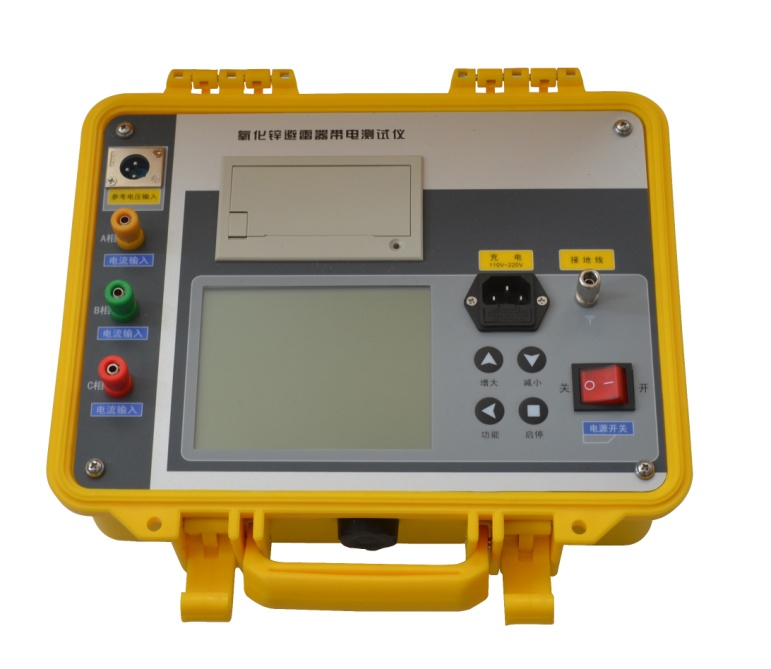 氧化锌避雷器带电测试仪
参考电压输入
A相
电流输入
B相
电流输入
C相
电流输入
充 电
110V~220V
接地线
增大
减小
功能
启停
关
开
电源开关